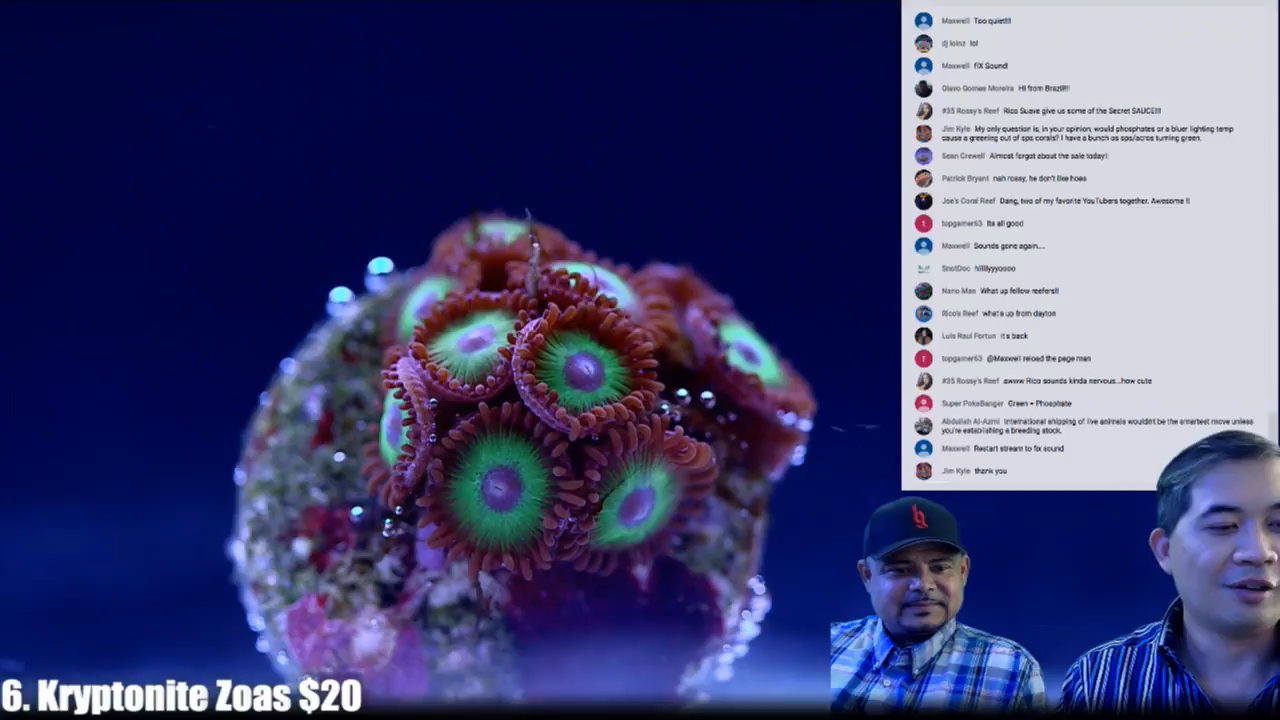 Maxwell Too quiet!!!
dj loinz lol
Maxwell fIX Sound!
Olavo Gomes Moreira Hi from Brazil!!!
#35 Rossy's Reef Rico Suave give us some of the Secret SAUCE!!!
Jim Kyle My only question is, in your opinion, would phosphates or a bluer lighting temp
cause a greening out of sps corals? I have a bunch os sps/acros turning green.
Sean Crewell Almost forgot about the sale today!
Patrick Bryant nah rossy, he don't like hoes
Joe's Coral Reef Dang, two of my favorite YouTubers together. Awesome !!
topgamer63 Its all good
Maxwell Sounds gone again....
SnotDoc hiiiiyyyoooo
Nano Man What up fellow reefers!!
Rico's Reef what's up from dayton
Luis Raul Fortun it's back
topgamer63 @Maxwell reload the page man
#35 Rossy's Reef awww Rico sounds kinda nervous...how cute
Super PokeBanger Green = Phosphate
Abdullah Al-Azmi International shipping of live animals wouldnt be the smartest move unless
you're establishing a breeding stock.
Maxwell Restart stream to fix sound
Jim Kyle thank you
6. Kryptonite Zoas $20